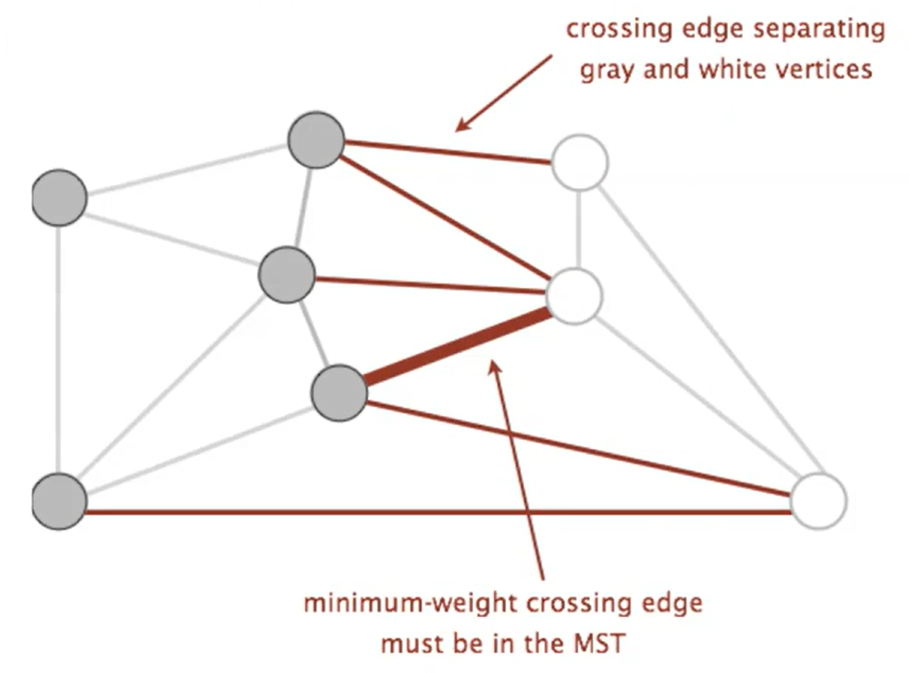 crossing edge separating
gray and white vertices
minimum-weight crossing edge
must be in the MST